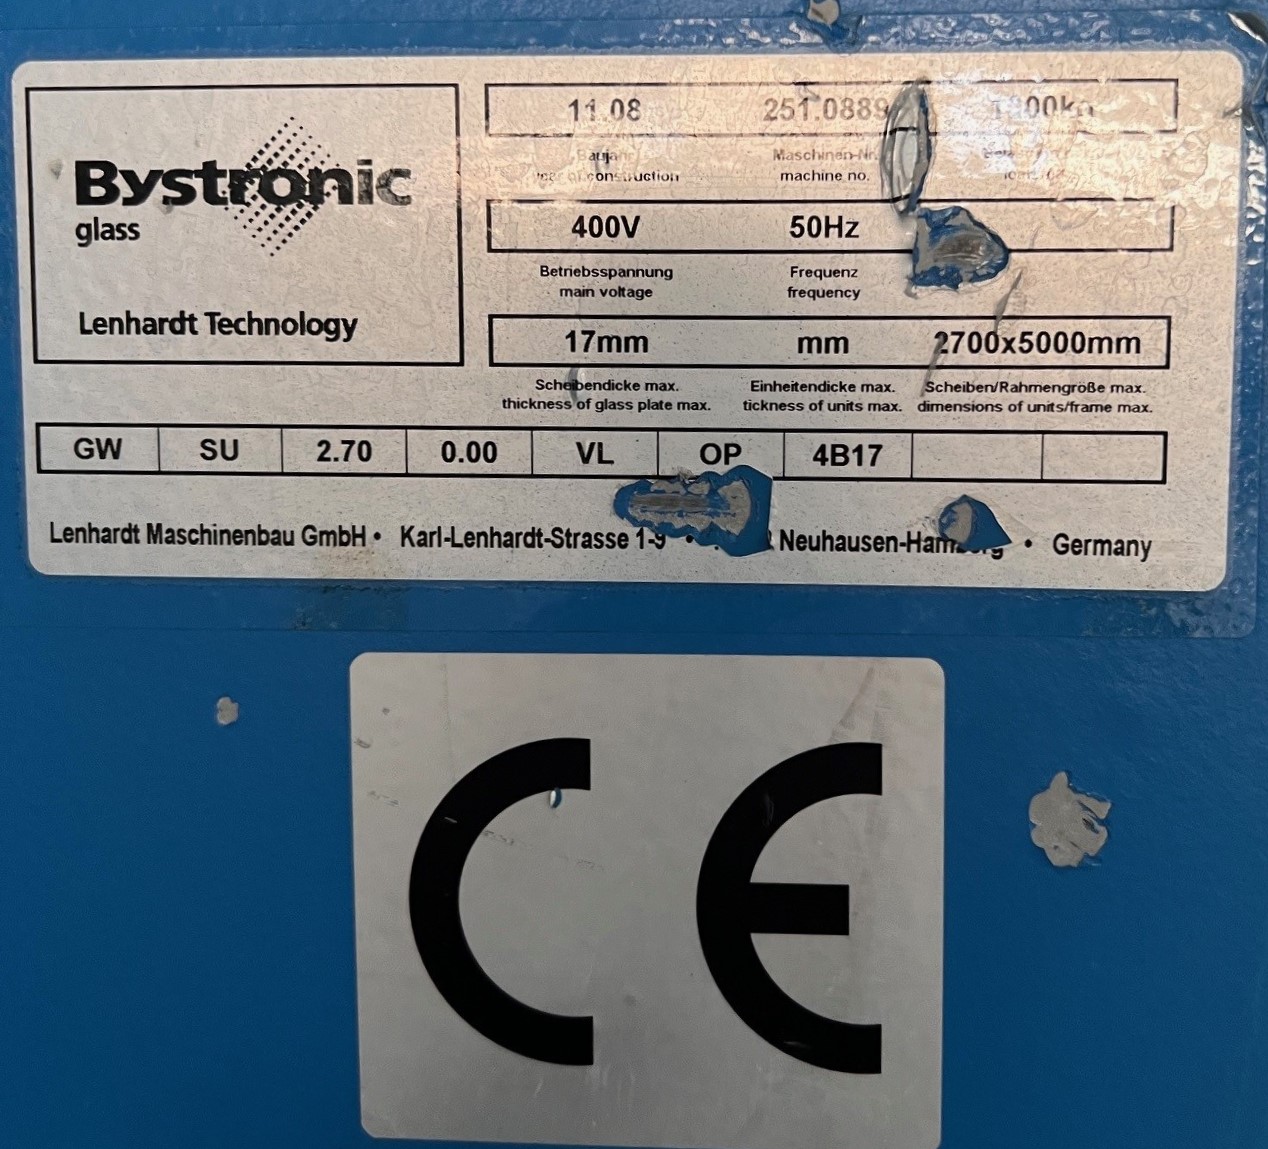 Bystronic
glass
Lenhardt Technology
11.08 251.0889
Baujahr Maschinen-Nr.
year of construction machine no.
400V 50Hz
Betriebsspannung Frequenz
main voltage frequency
17mm mm 2700x5000mm
Scheibendicke max. Einheitendicke max. Scheiben/Rahmengröße max.
thickness of glass plate max. tickness of units max. dimensions of units/frame max.
GW SU 2.70 0.00 VL OP 4B17
Lenhardt Maschinenbau GmbH • Karl-Lenhardt-Strasse 1-9 • Neuhausen-Hamberg • Germany
CE